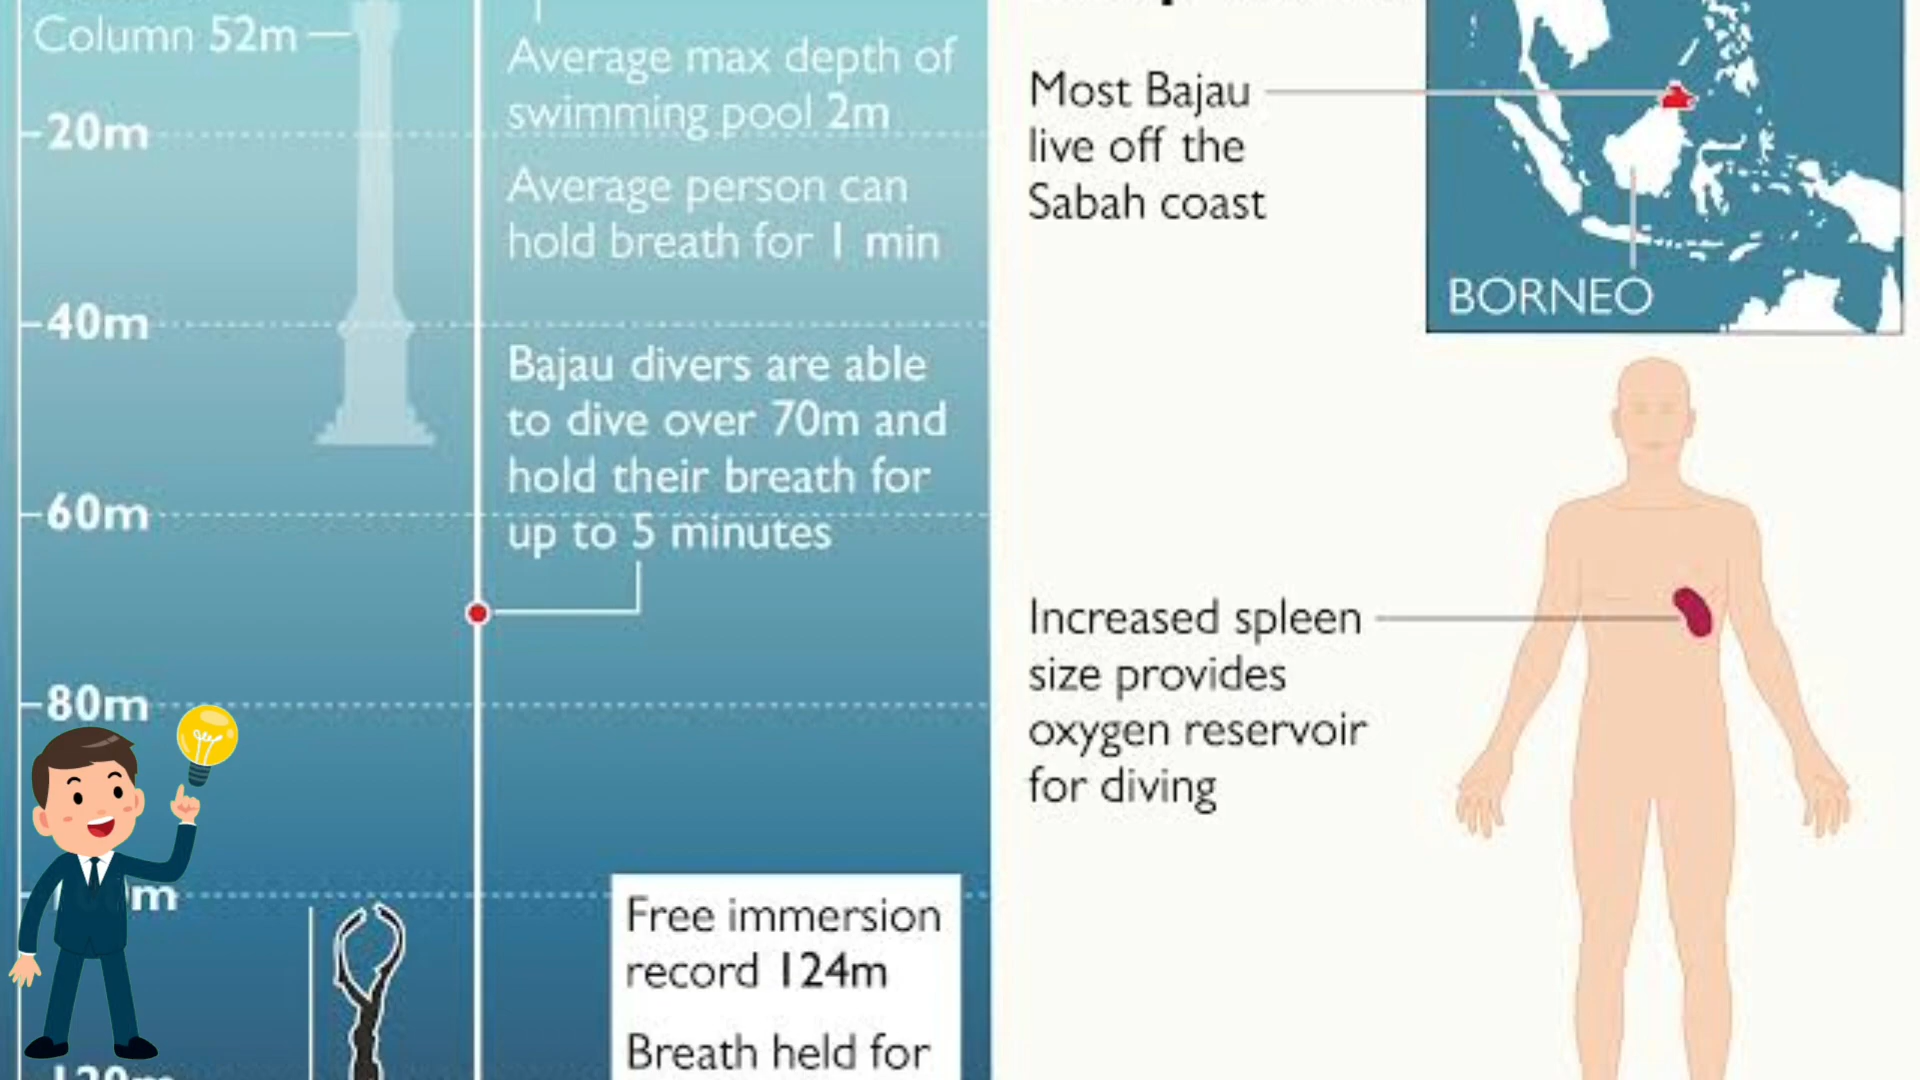 Column 52m
20m
40m
60m
80m
Average max depth of
swimming pool 2m
Average person can
hold breath for 1 min
Bajau divers are able
to dive over 70m and
hold their breath for
up to 5 minutes
Free immersion
record 124m
Breath held for
Most Bajau
live off the
Sabah coast
BORNEO
Increased spleen
size provides
oxygen reservoir
for diving